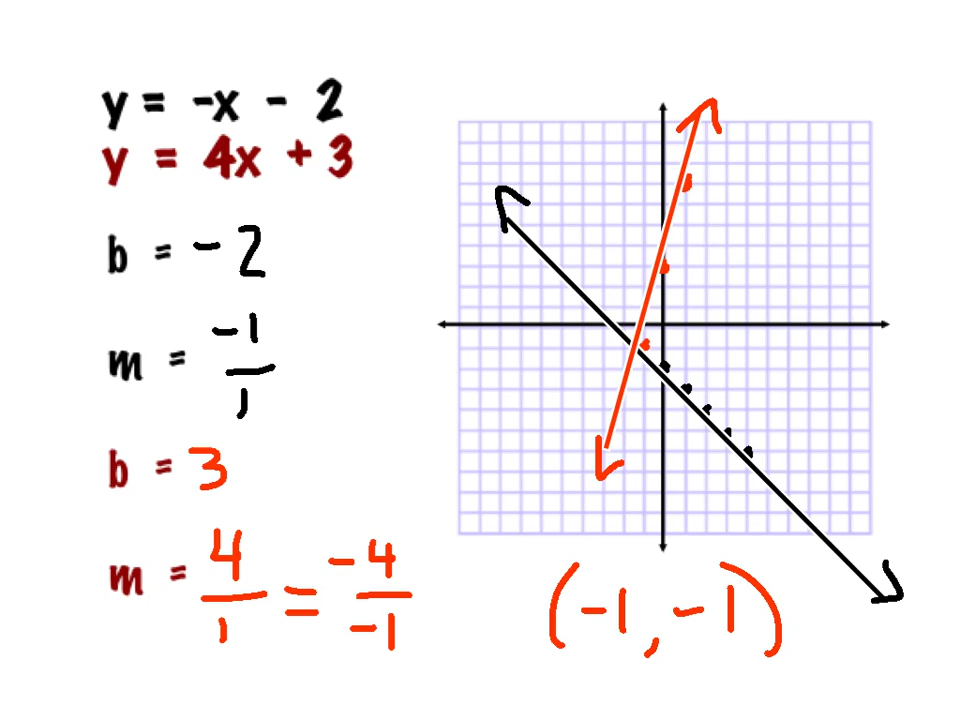 y = -x - 2
y = 4x + 3
b = -2
m = -1/1
b = 3
m = 4/1 = -4/-1
(-1, -1)